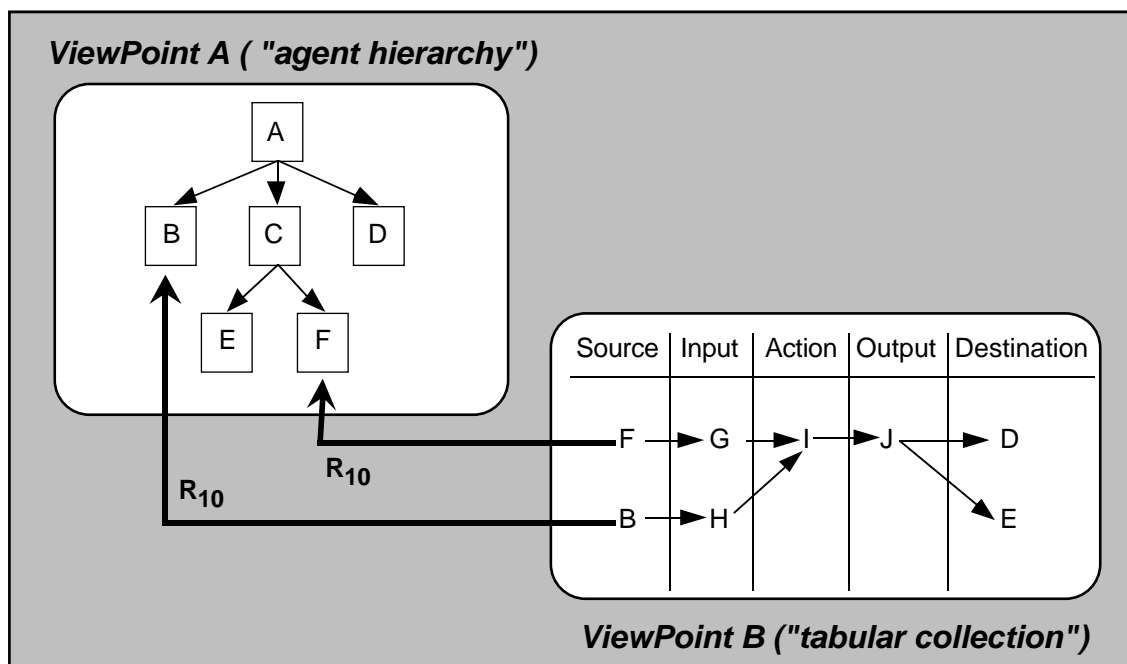 ViewPoint A ( "agent hierarchy")
A
B C D
E F
Source Input Action Output Destination
F G I J D
R10
R10
B H E
ViewPoint B ("tabular collection")